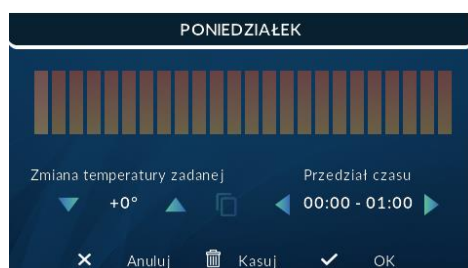 PONIEDZIAŁEK
Zmiana temperatury zadanej Przedział czasu
+0° 00:00 - 01:00
Anuluj Kasuj OK